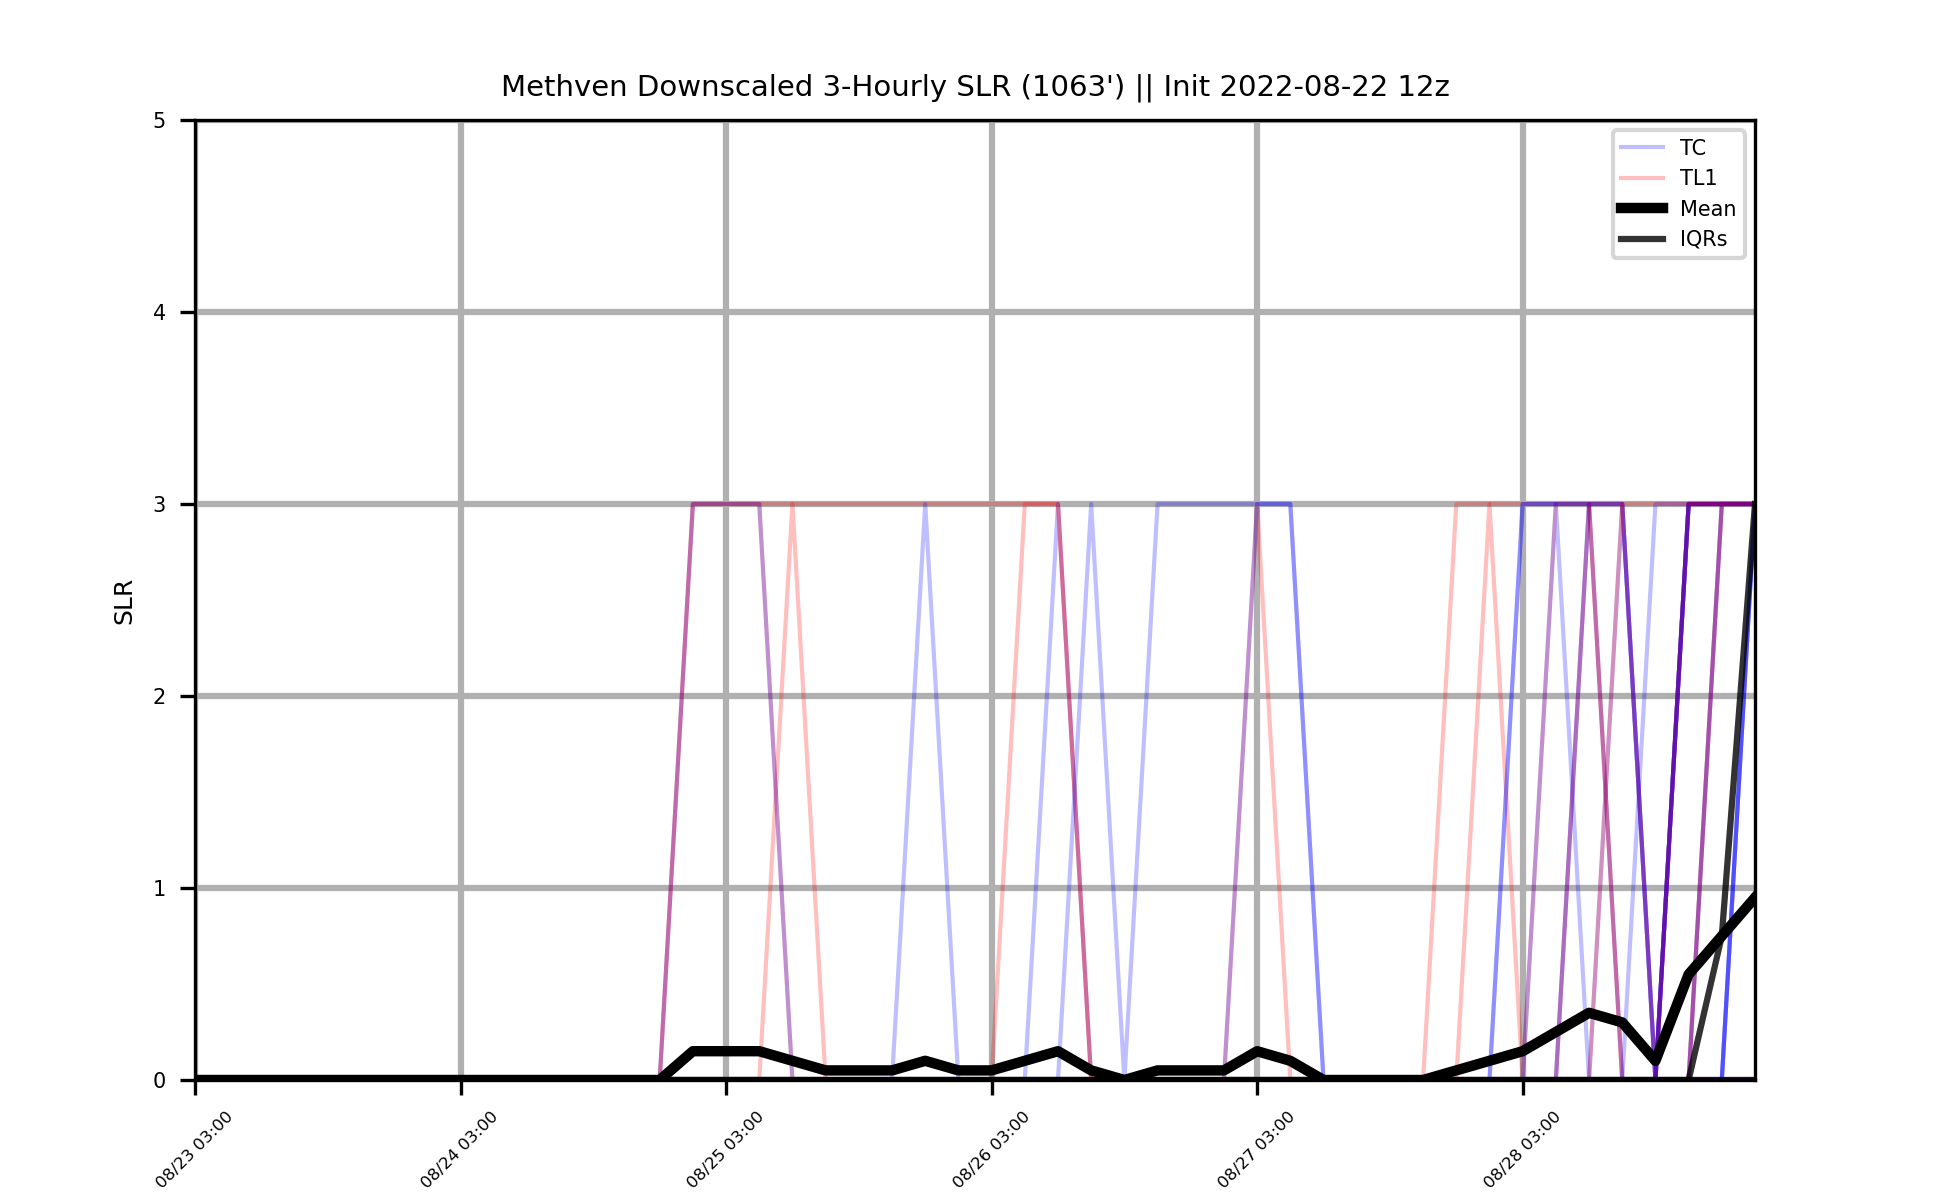 Methven Downscaled 3-Hourly SLR (1063') || Init 2022-08-22 12z
5
4
3
2
1
0
SLR
TC
TL1
Mean
IQRs
08/23 03:00
08/24 03:00
08/25 03:00
08/26 03:00
08/27 03:00
08/28 03:00